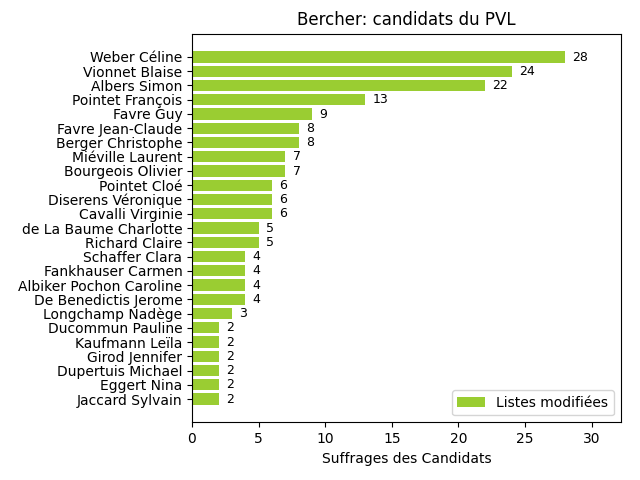 Bercher: candidats du PVL
Weber Céline 28
Vionnet Blaise 24
Albers Simon 22
Pointet François 13
Favre Guy 9
Favre Jean-Claude 8
Berger Christophe 8
Miéville Laurent 7
Bourgeois Olivier 7
Pointet Cloé 6
Diserens Véronique 6
Cavalli Virginie 6
de La Baume Charlotte 5
Richard Claire 5
Schaffer Clara 4
Fankhauser Carmen 4
Albiker Pochon Caroline 4
De Benedictis Jerome 4
Longchamp Nadège 3
Ducommun Pauline 2
Kaufmann Leïla 2
Girod Jennifer 2
Dupertuis Michael 2
Eggert Nina 2
Jaccard Sylvain 2
Listes modifiées
0 5 10 15 20 25 30
Suffrages des Candidats